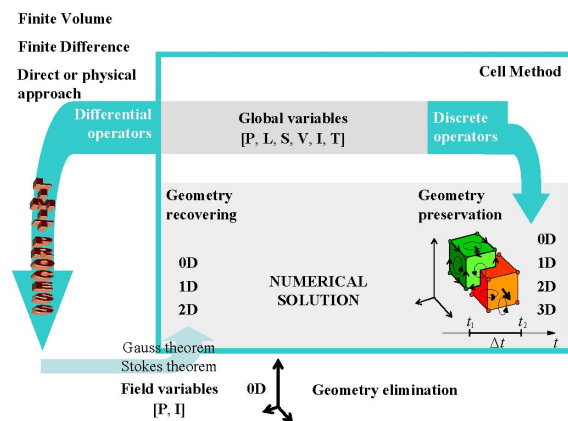 Finite Volume
Finite Difference
Direct or physical
approach
Cell Method
Differential
operators
Global variables
[P, L, S, V, I, T]
Discrete
operators
Geometry
recovering
0D
1D
2D
NUMERICAL
SOLUTION
Geometry
preservation
0D
1D
2D
3D
t1 t2
Δt t
Gauss theorem
Stokes theorem
Field variables
[P, I]
0D
Geometry elimination